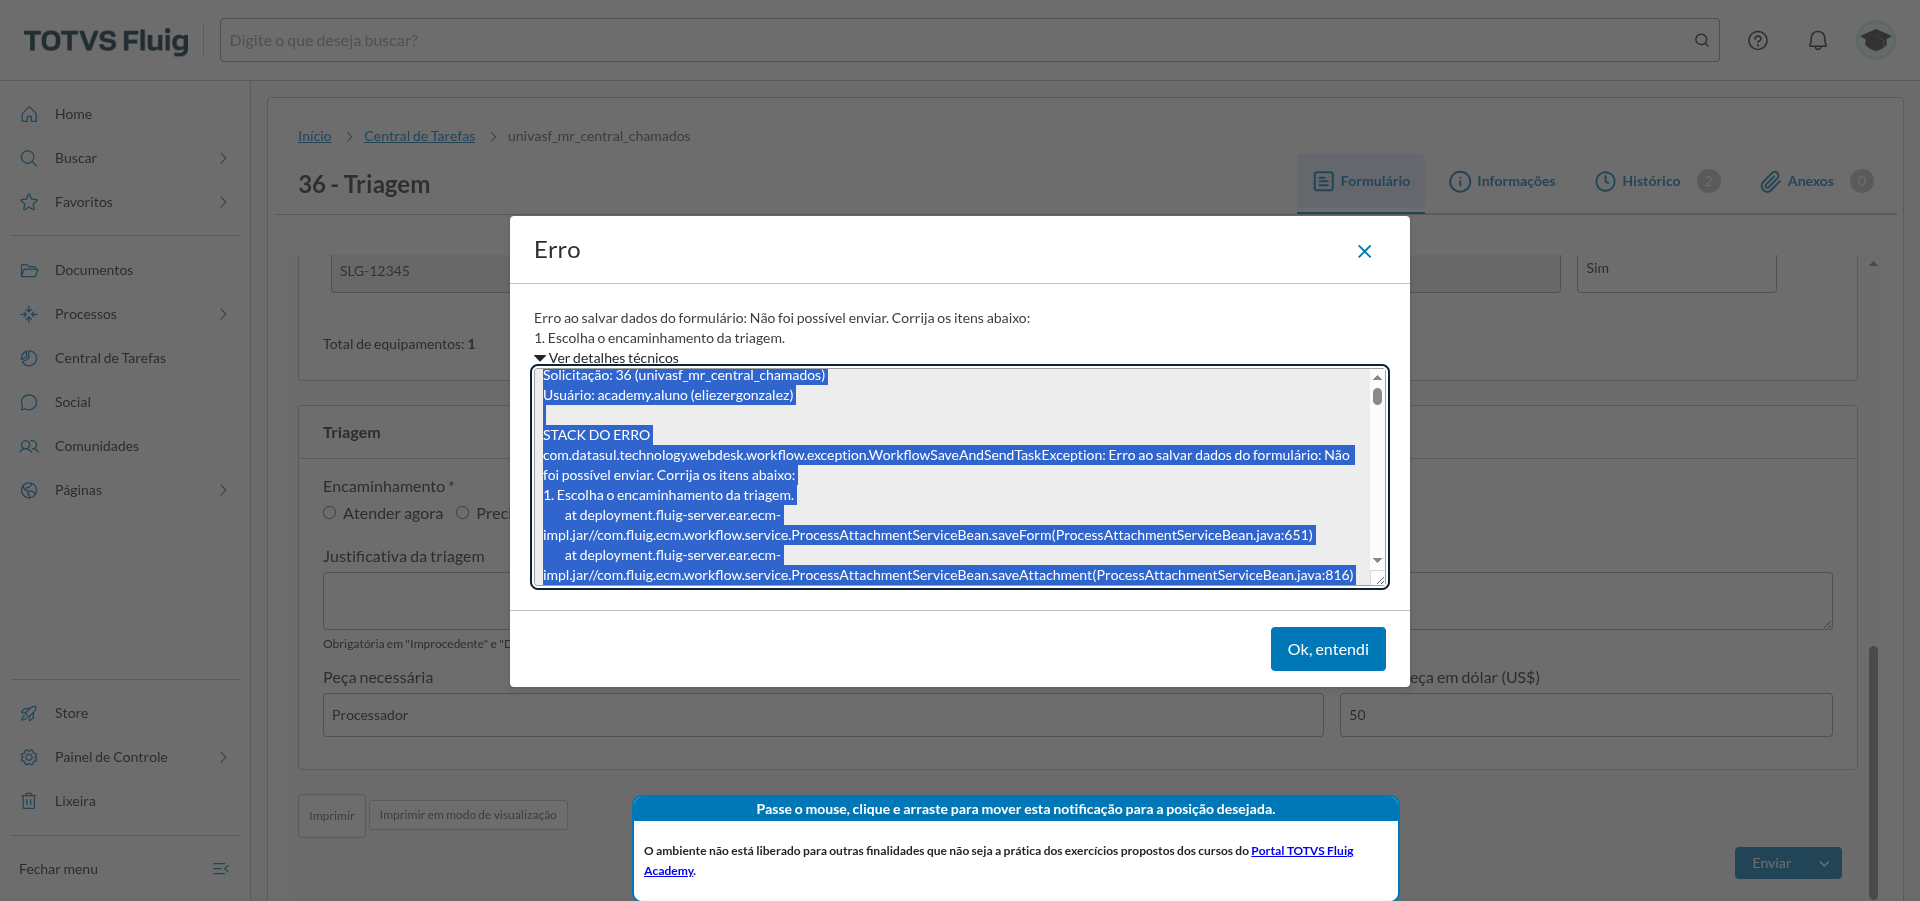 TOTVS Fluig
Digite o que deseja buscar?
Home
Buscar
Favoritos
Documentos
Processos
Central de Tarefas
Social
Comunidades
Páginas
Store
Painel de Controle
Lixeira
Fechar menu
Início
Central de Tarefas
univasf_mr_central_chamados
36 - Triagem
Formulário
Informações
Histórico 2
Anexos 0
SLG-12345
Sim
Total de equipamentos: 1
Triagem
Encaminhamento *
Atender agora
Justificativa da triagem
Obrigatória em "Improcedente" e
Peça necessária
em dólar (US$)
Processador
50
Imprimir
Imprimir em modo de visualização
Enviar
Erro
Erro ao salvar dados do formulário: Não foi possível enviar. Corrija os itens abaixo:
1. Escolha o encaminhamento da triagem.
Ver detalhes técnicos
Solicitação: 36 (univasf_mr_central_chamados)
Usuário: academy.aluno (eliezergonzalez)
STACK DO ERRO
com.datasul.technology.webdesk.workflow.exception.WorkflowSaveAndSendTaskException: Erro ao salvar dados do formulário: Não
foi possível enviar. Corrija os itens abaixo:
1. Escolha o encaminhamento da triagem.
at deployment.fluig-server.ear.ecm-
impl.jar//com.fluig.ecm.workflow.service.ProcessAttachmentServiceBean.saveForm(ProcessAttachmentServiceBean.java:651)
at deployment.fluig-server.ear.ecm-
impl.jar//com.fluig.ecm.workflow.service.ProcessAttachmentServiceBean.saveAttachment(ProcessAttachmentServiceBean.java:816)
Ok, entendi
Passe o mouse, clique e arraste para mover esta notificação para a posição desejada.
O ambiente não está liberado para outras finalidades que não seja a prática dos exercícios propostos dos cursos do Portal TOTVS Fluig
Academy.